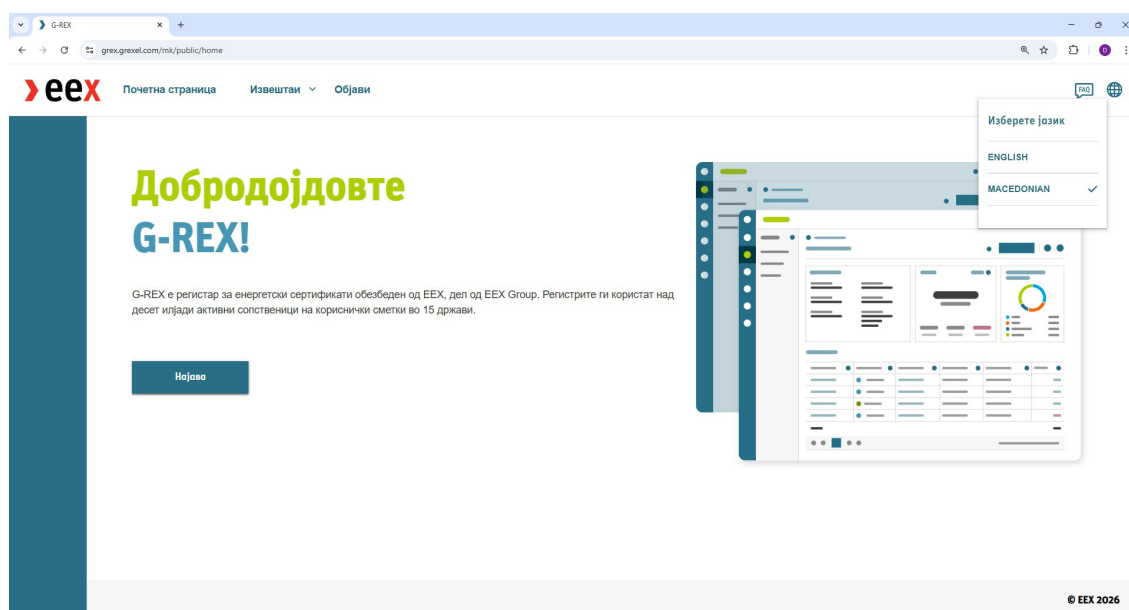 G-REX
grex.grexel.com/mk/public/home
D
eex
Почетна страница
Извештаи
Објави
FAQ
Изберете јазик
ENGLISH
MACEDONIAN
Добродојдовте
G-REX!
G-REX е регистар за енергетски сертификати обезбеден од EEX, дел од EEX Group. Регистрите ги користат над
десет илјади активни сопственици на кориснички сметки во 15 држави.
Најава
© EEX 2026